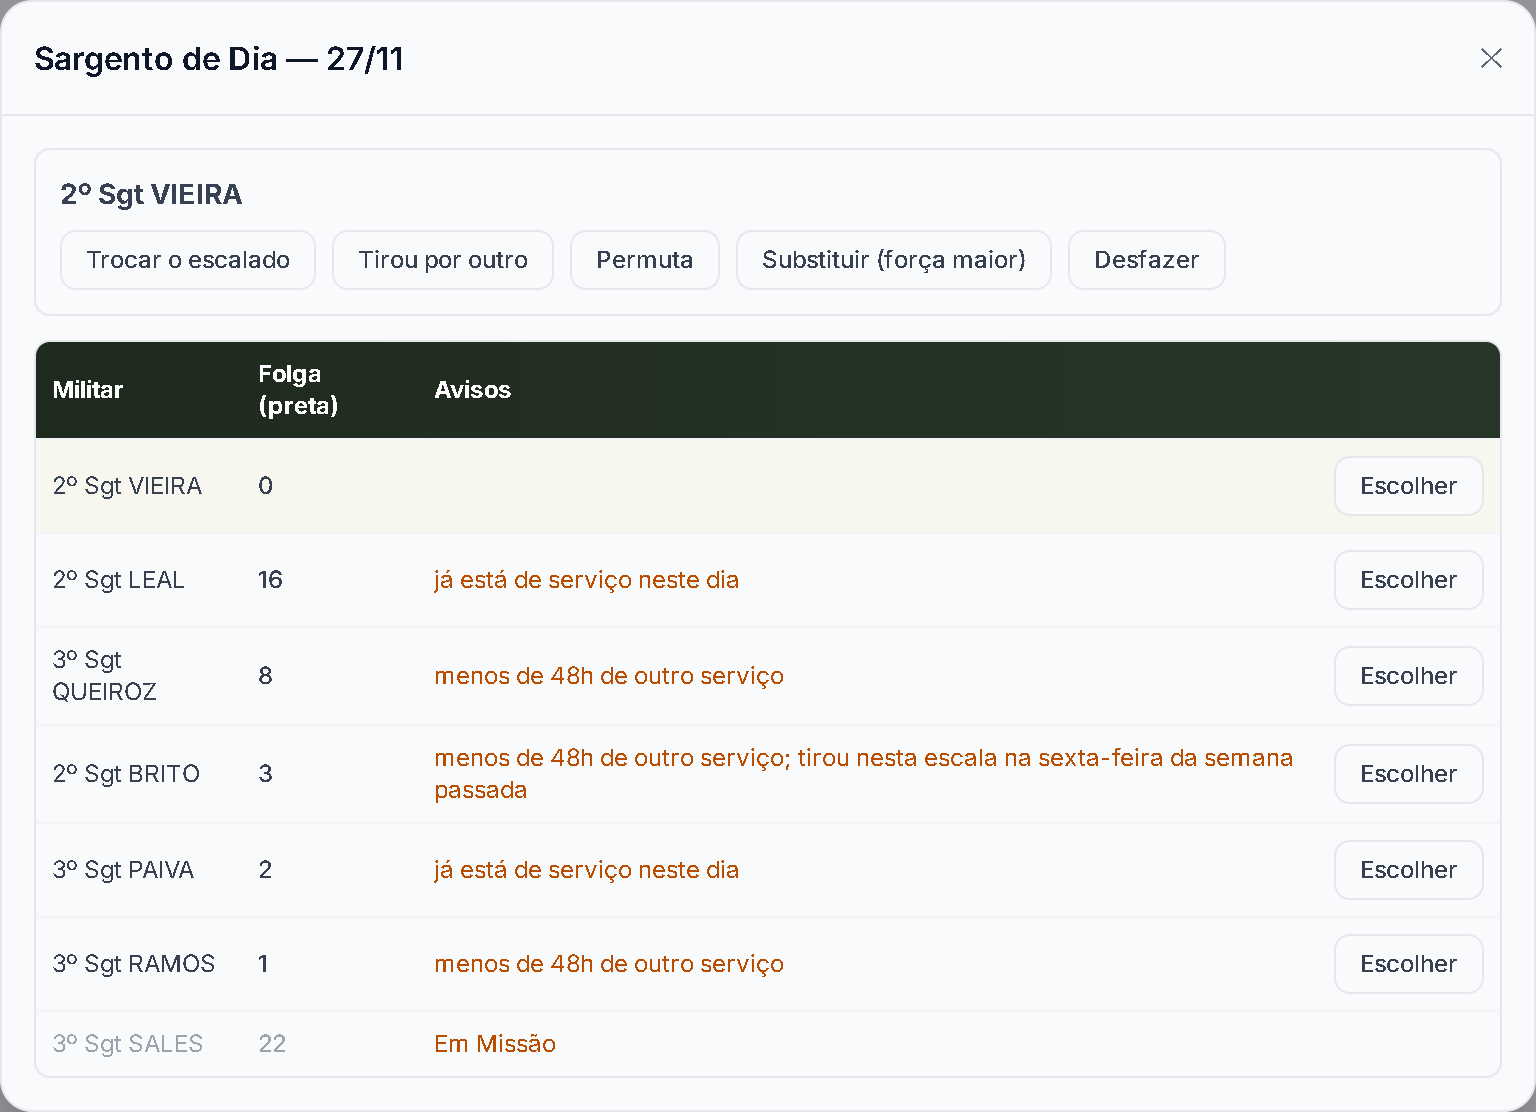 Sargento de Dia — 27/11
2º Sgt VIEIRA
Trocar o escalado
Tirou por outro
Permuta
Substituir (força maior)
Desfazer
Militar
Folga
(preta)
Avisos
2º Sgt VIEIRA
0
Escolher
2º Sgt LEAL
16
já está de serviço neste dia
Escolher
3º Sgt
QUEIROZ
8
menos de 48h de outro serviço
Escolher
2º Sgt BRITO
3
menos de 48h de outro serviço; tirou nesta escala na sexta-feira da semana
passada
Escolher
3º Sgt PAIVA
2
já está de serviço neste dia
Escolher
3º Sgt RAMOS
1
menos de 48h de outro serviço
Escolher
3º Sgt SALES
22
Em Missão